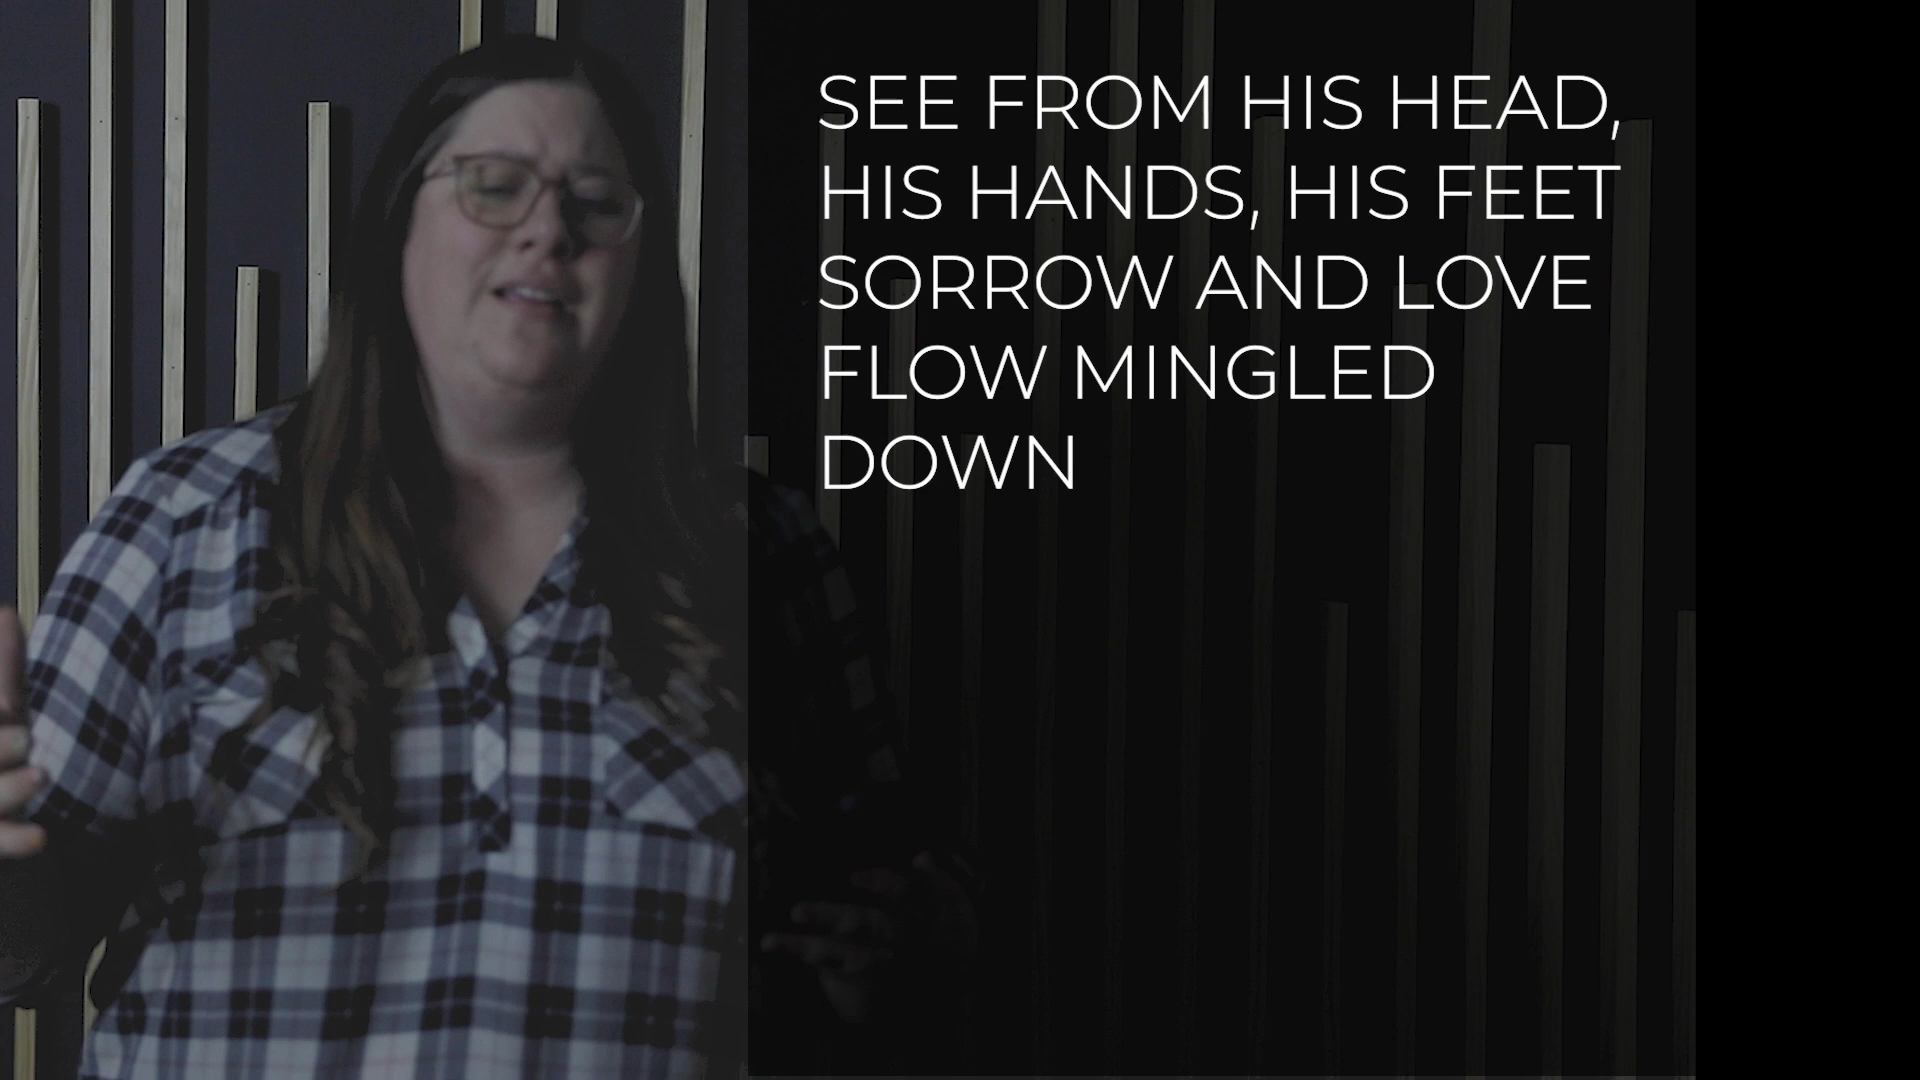 SEE FROM HIS HEAD,
HIS HANDS, HIS FEET
SORROW AND LOVE
FLOW MINGLED
DOWN